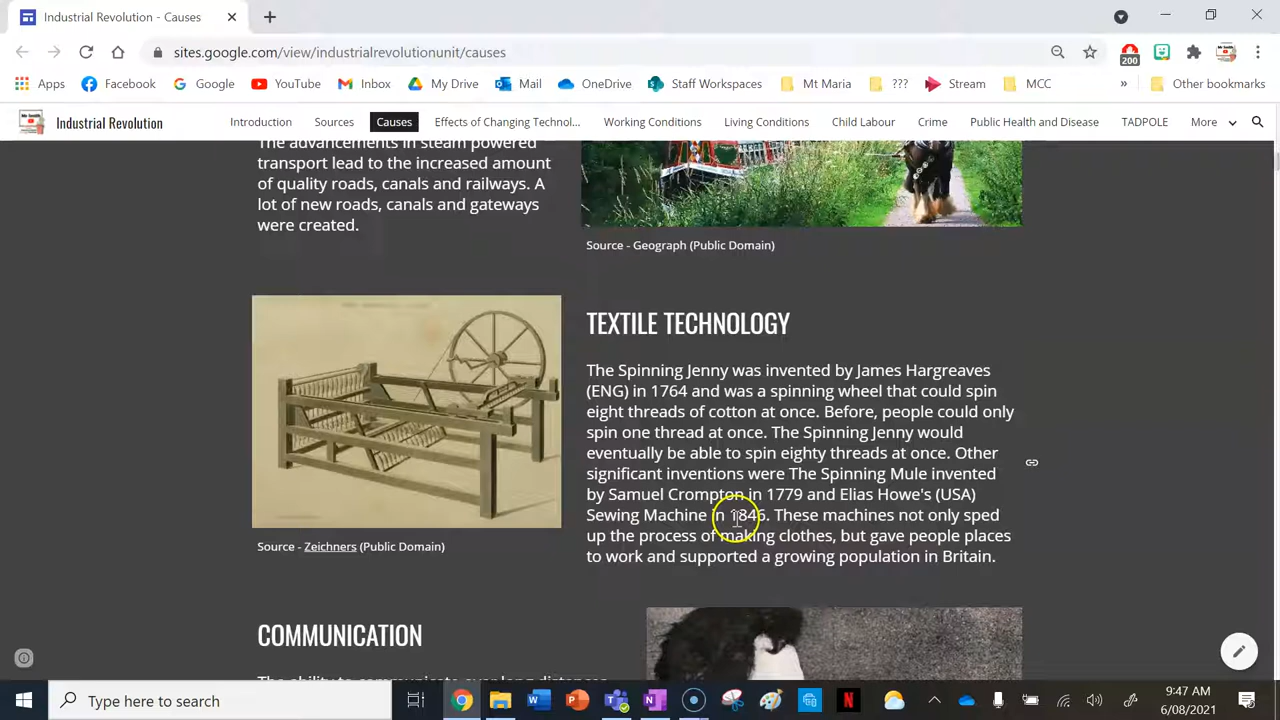 Industrial Revolution - Causes
sites.google.com/view/industrialrevolutionunit/causes
200
Apps Facebook Google YouTube Inbox My Drive Mail OneDrive Staff Workspaces Mt Maria ??? Stream MCC » Other bookmarks
Industrial Revolution Introduction Sources Causes Effects of Changing Technol... Working Conditions Living Conditions Child Labour Crime Public Health and Disease TADPOLE More
The advancements in steam powered
transport lead to the increased amount
of quality roads, canals and railways. A
lot of new roads, canals and gateways
were created.
Source - Geograph (Public Domain)
TEXTILE TECHNOLOGY
The Spinning Jenny was invented by James Hargreaves
(ENG) in 1764 and was a spinning wheel that could spin
eight threads of cotton at once. Before, people could only
spin one thread at once. The Spinning Jenny would
eventually be able to spin eighty threads at once. Other
significant inventions were The Spinning Mule invented
by Samuel Crompton in 1779 and Elias Howe's (USA)
Sewing Machine in 1846. These machines not only sped
up the process of making clothes, but gave people places
to work and supported a growing population in Britain.
Source - Zeichners (Public Domain)
COMMUNICATION
The ability to communicate over long distances
Type here to search
9:47 AM
6/08/2021